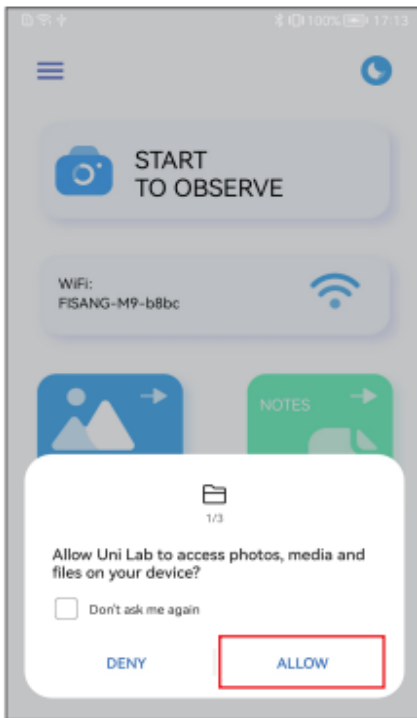 100% 17:13
START
TO OBSERVE
WiFi:
FISANG-M9-b8bc
NOTES
1/3
Allow Uni Lab to access photos, media and
files on your device?
Don't ask me again
DENY
ALLOW